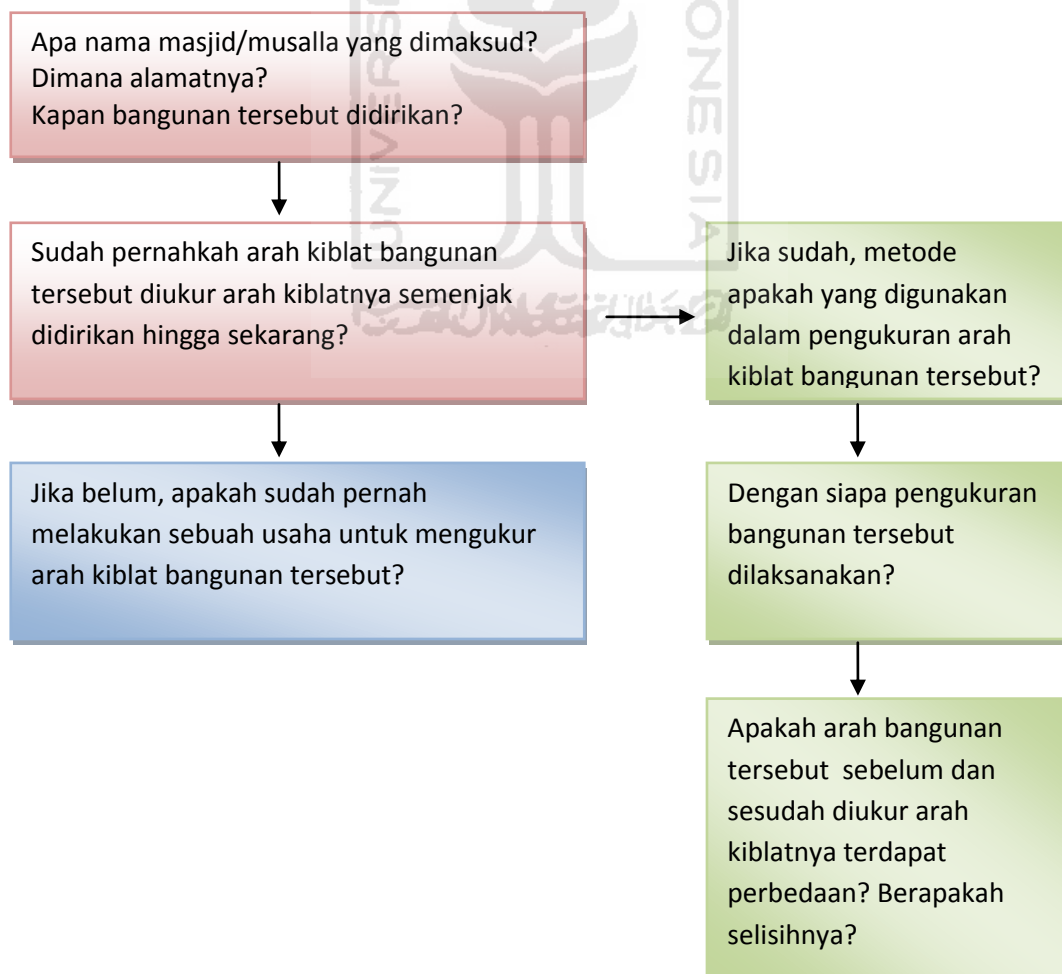 Apa nama masjid/musalla yang dimaksud?
Dimana alamatnya?
Kapan bangunan tersebut didirikan?
Sudah pernahkah arah kiblat bangunan
tersebut diukur arah kiblatnya semenjak
didirikan hingga sekarang?
Jika sudah, metode
apakah yang digunakan
dalam pengukuran arah
kiblat bangunan tersebut?
Jika belum, apakah sudah pernah
melakukan sebuah usaha untuk mengukur
arah kiblat bangunan tersebut?
Dengan siapa pengukuran
bangunan tersebut
dilaksanakan?
Apakah arah bangunan
tersebut sebelum dan
sesudah diukur arah
kiblatnya terdapat
perbedaan? Berapakah
selisihnya?